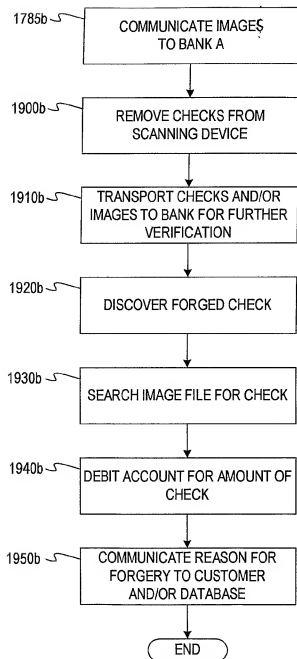 1785b
COMMUNICATE IMAGES
TO BANK A
1900b
REMOVE CHECKS FROM
SCANNING DEVICE
1910b
TRANSPORT CHECKS AND/OR
IMAGES TO BANK FOR FURTHER
VERIFICATION
1920b
DISCOVER FORGED CHECK
1930b
SEARCH IMAGE FILE FOR CHECK
1940b
DEBIT ACCOUNT FOR AMOUNT OF
CHECK
1950b
COMMUNICATE REASON FOR
FORGERY TO CUSTOMER
AND/OR DATABASE
END